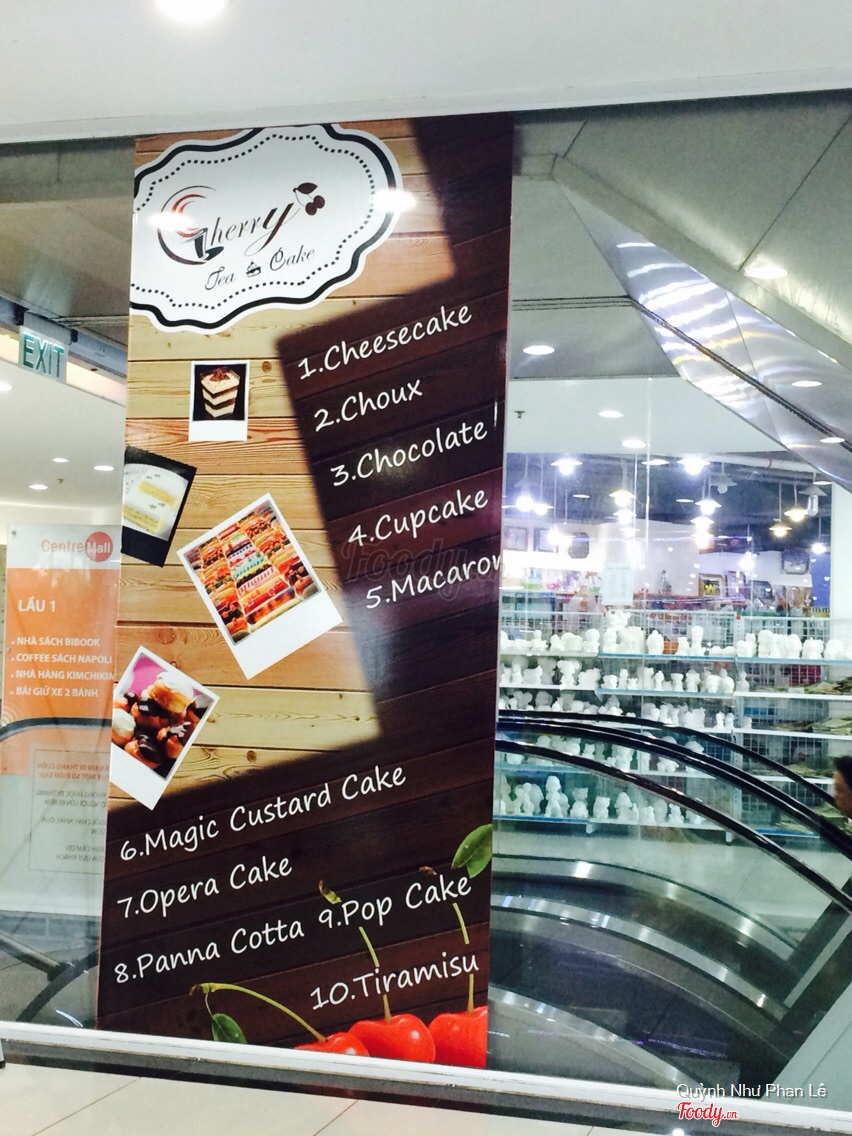 Cherry
Tea Cake
EXIT
1.Cheesecake
2.Choux
3.Chocolate
4.Cupcake
5.Macaron
6.Magic Custard Cake
7.Opera Cake
8.Panna Cotta 9.Pop Cake
10.Tiramisu
CentreMall
LẦU 1
. NHÀ SÁCH BIBOOK
. COFFEE SÁCH NAPOLI
. NHÀ HÀNG KIMCHIKIM
. BÃI GIỮ XE 2 BÁNH
Foody
Quỳnh Như Phan Lê
Foody.vn